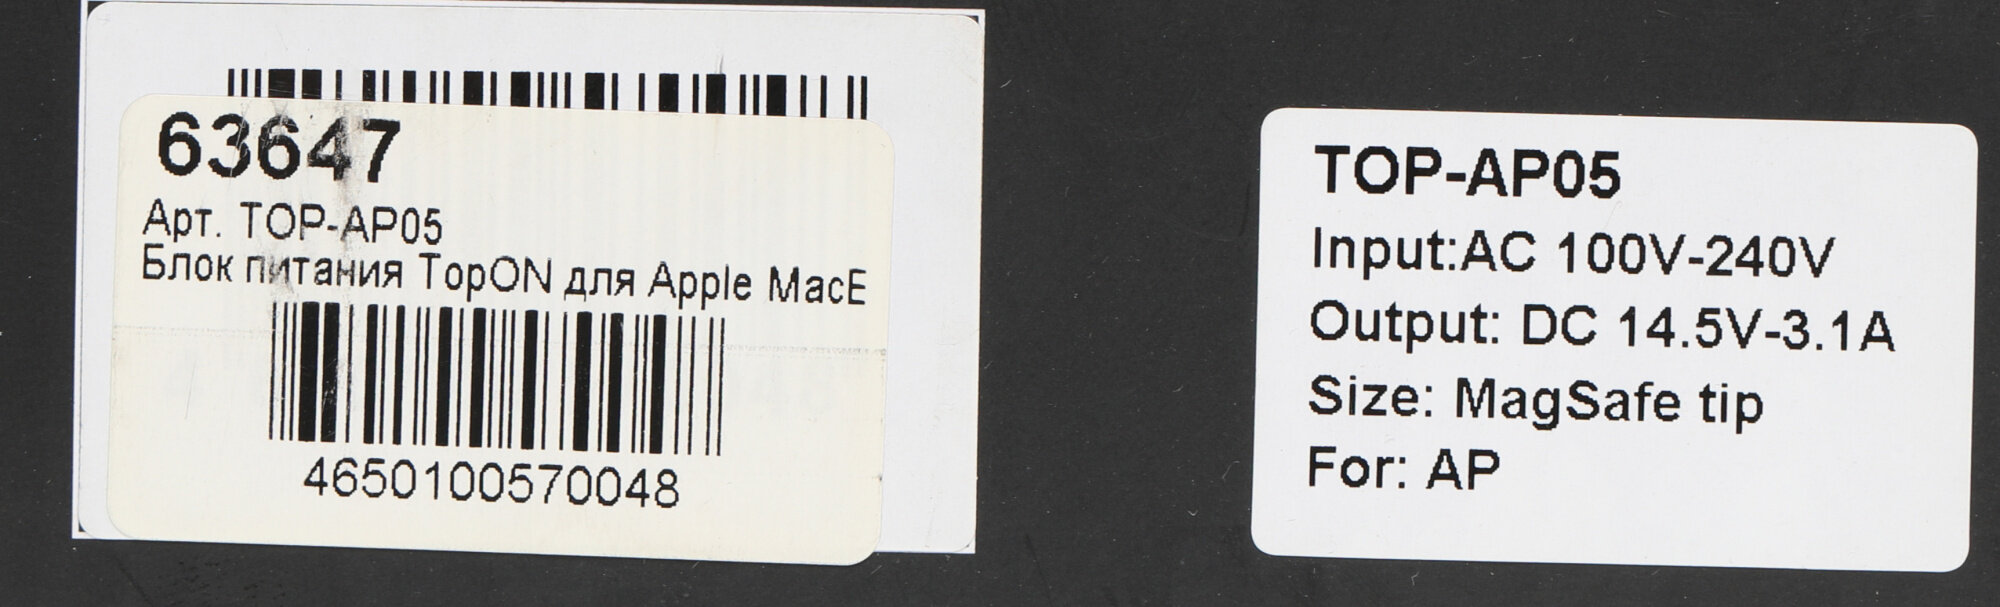 63647
Арт. TOP-AP05
Блок питания TopON для Apple MacE
4650100570048
TOP-AP05
Input:AC 100V-240V
Output: DC 14.5V-3.1A
Size: MagSafe tip
For: AP